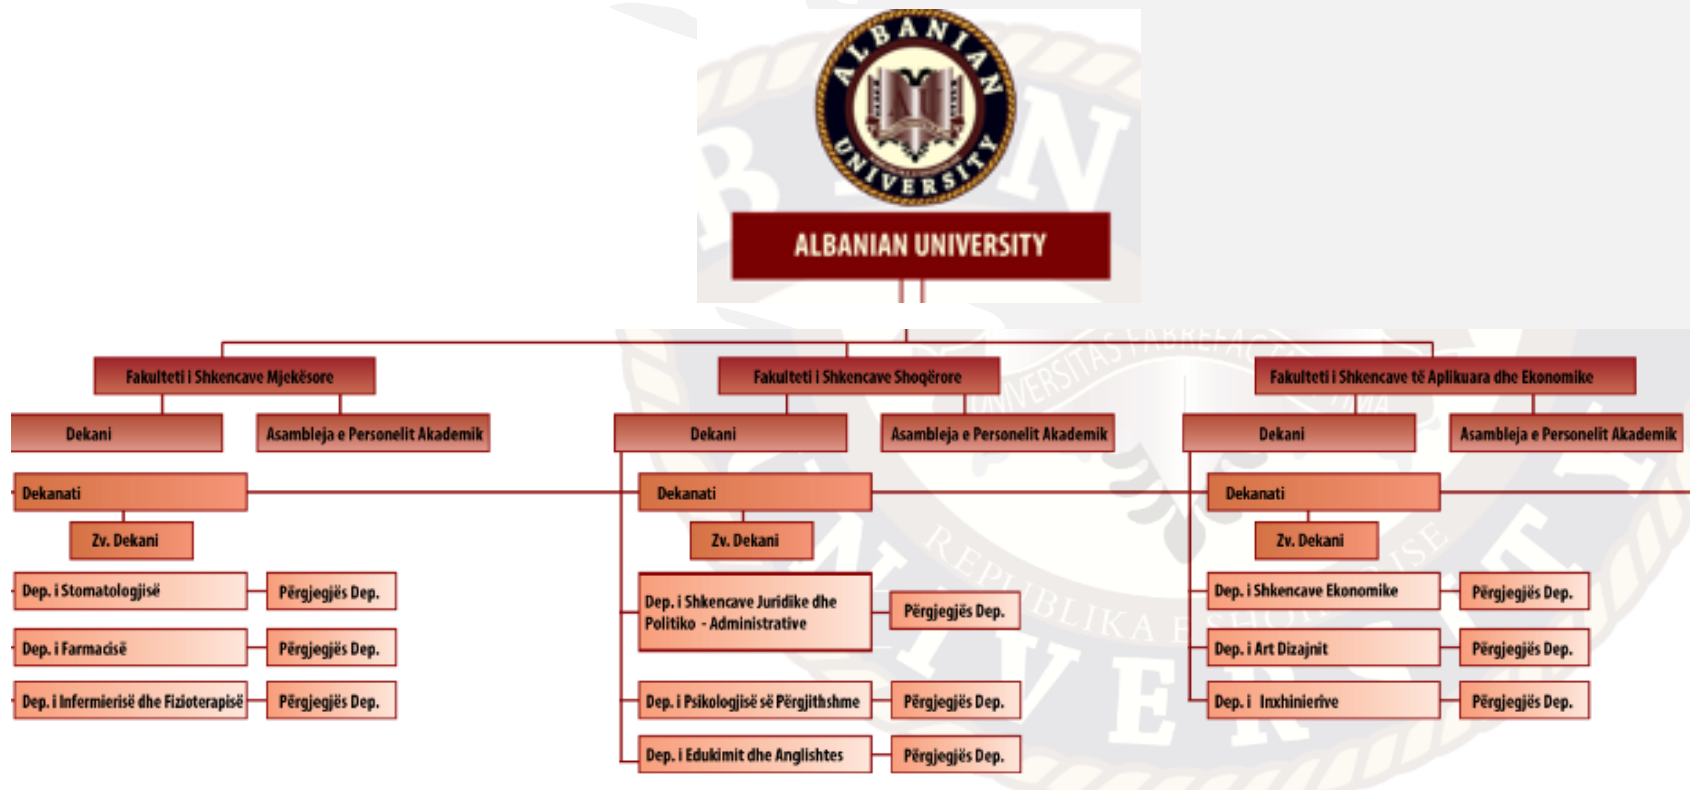 ALBANIAN
UNIVERSITY
ALBANIAN UNIVERSITY
Fakulteti i Shkencave Mjekësore
Fakulteti i Shkencave Shoqërore
Fakulteti i Shkencave të Aplikuara dhe Ekonomike
Dekani
Asambleja e Personelit Akademik
Dekani
Asambleja e Personelit Akademik
Dekani
Asambleja e Personelit Akademik
Dekanati
Dekanati
Dekanati
Zv. Dekani
Zv. Dekani
Zv. Dekani
Dep. i Stomatologjisë
Përgjegjës Dep.
Dep. i Farmacisë
Përgjegjës Dep.
Dep. i Infermierisë dhe Fizioterapisë
Përgjegjës Dep.
Dep. i Shkencave Juridike dhe
Politiko - Administrative
Përgjegjës Dep.
Dep. i Psikologjisë së Përgjithshme
Përgjegjës Dep.
Dep. i Edukimit dhe Anglishtes
Përgjegjës Dep.
Dep. i Shkencave Ekonomike
Përgjegjës Dep.
Dep. i Art Dizajnit
Përgjegjës Dep.
Dep. i Inxhinierive
Përgjegjës Dep.